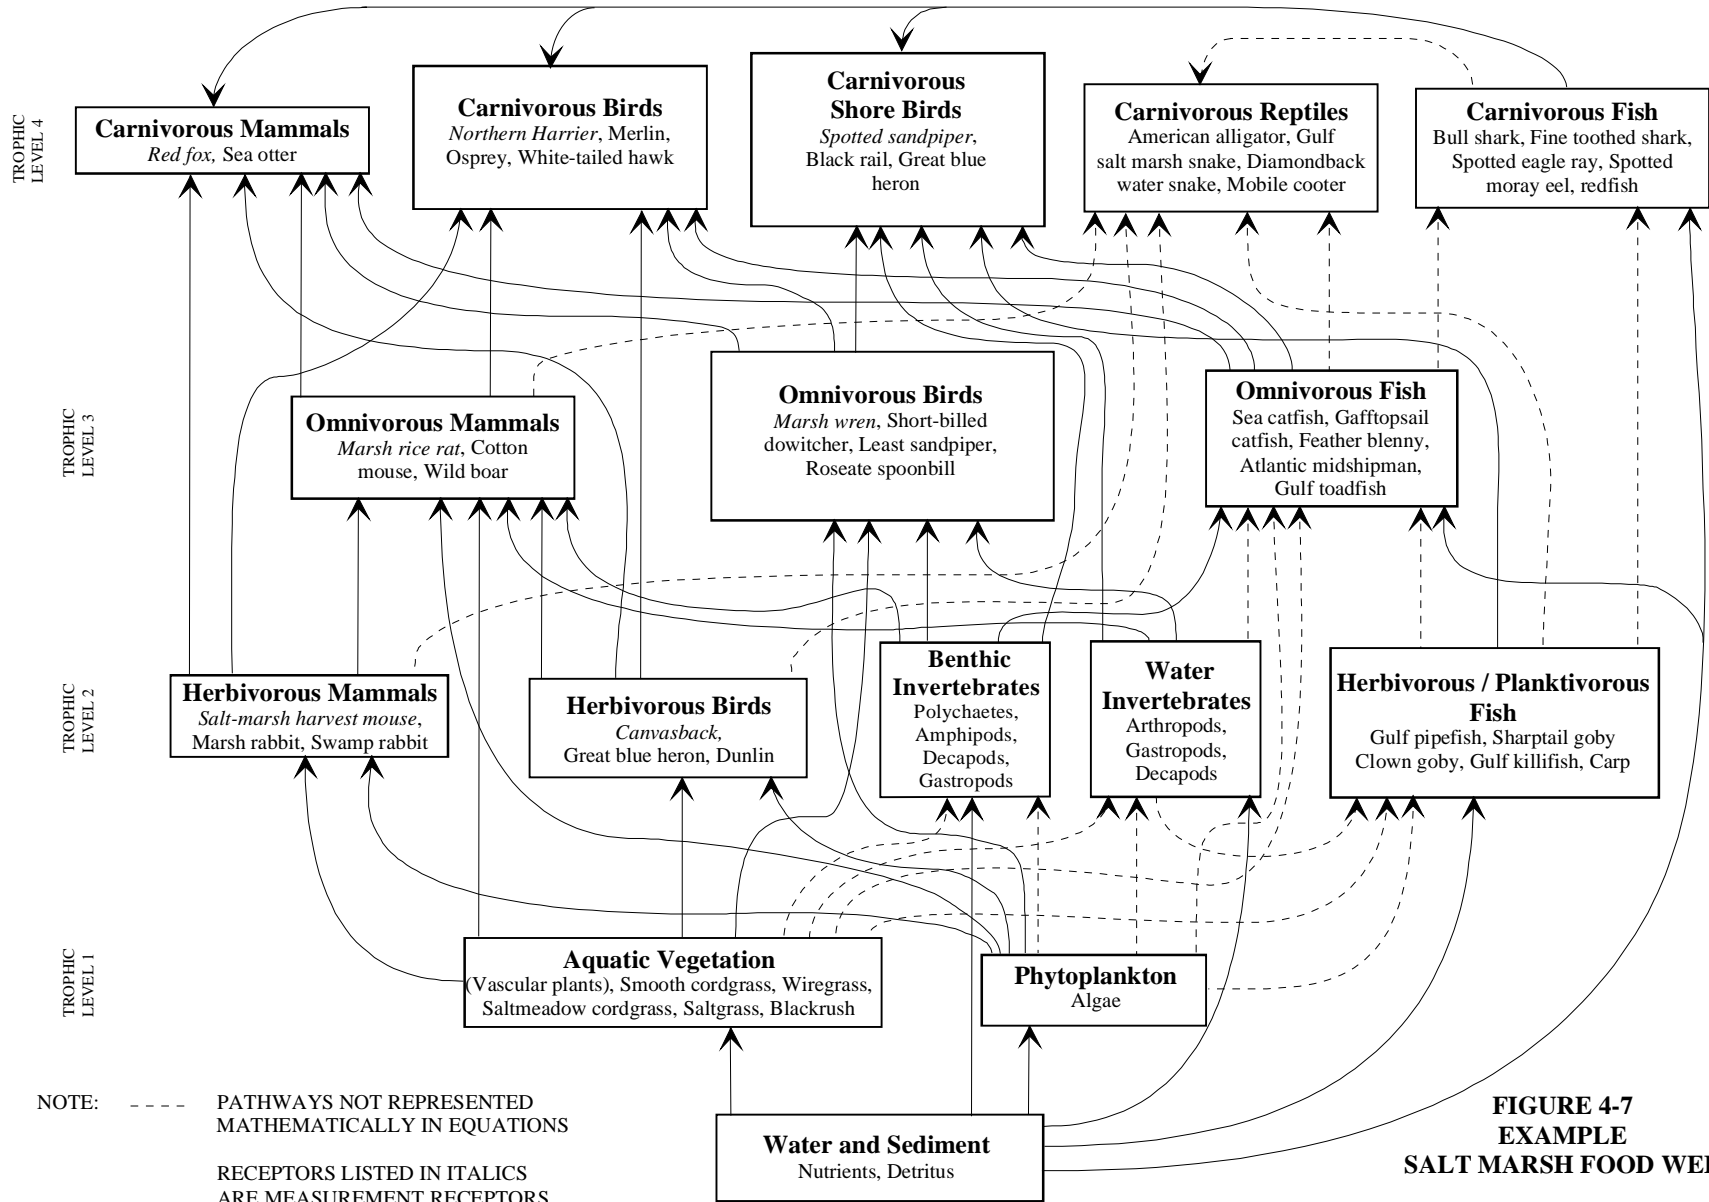 TROPHIC
LEVEL 4
Carnivorous Mammals
Red fox, Sea otter
Carnivorous Birds
Northern Harrier, Merlin,
Osprey, White-tailed hawk
Carnivorous
Shore Birds
Spotted sandpiper,
Black rail, Great blue
heron
Carnivorous Reptiles
American alligator, Gulf
salt marsh snake, Diamondback
water snake, Mobile cooter
Carnivorous Fish
Bull shark, Fine toothed shark,
Spotted eagle ray, Spotted
moray eel, redfish
TROPHIC
LEVEL 3
Omnivorous Mammals
Marsh rice rat, Cotton
mouse, Wild boar
Omnivorous Birds
Marsh wren, Short-billed
dowitcher, Least sandpiper,
Roseate spoonbill
Omnivorous Fish
Sea catfish, Gafftopsail
catfish, Feather blenny,
Atlantic midshipman,
Gulf toadfish
TROPHIC
LEVEL 2
Herbivorous Mammals
Salt-marsh harvest mouse,
Marsh rabbit, Swamp rabbit
Herbivorous Birds
Canvasback,
Great blue heron, Dunlin
Benthic
Invertebrates
Polychaetes,
Amphipods,
Decapods,
Gastropods
Water
Invertebrates
Arthropods,
Gastropods,
Decapods
Herbivorous / Planktivorous
Fish
Gulf pipefish, Sharptail goby
Clown goby, Gulf killifish, Carp
TROPHIC
LEVEL 1
Aquatic Vegetation
(Vascular plants), Smooth cordgrass, Wiregrass,
Saltmeadow cordgrass, Saltgrass, Blackrush
Phytoplankton
Algae
Water and Sediment
Nutrients, Detritus
NOTE: ---- PATHWAYS NOT REPRESENTED
MATHEMATICALLY IN EQUATIONS
RECEPTORS LISTED IN ITALICS
ARE MEASUREMENT RECEPTORS
FIGURE 4-7
EXAMPLE
SALT MARSH FOOD WEB